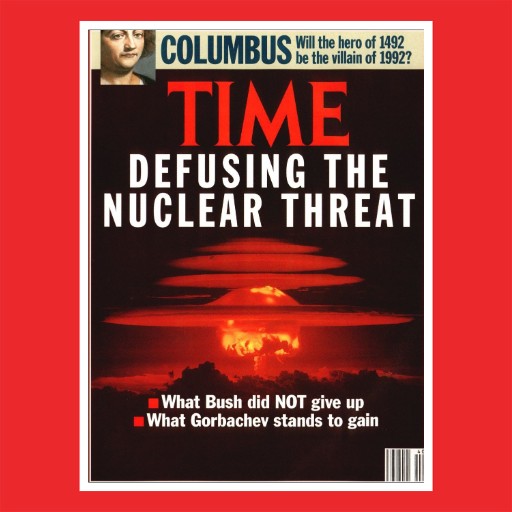 COLUMBUS Will the hero of 1492
be the villain of 1992?
TIME
DEFUSING THE
NUCLEAR THREAT
What Bush did NOT give up
What Gorbachev stands to gain